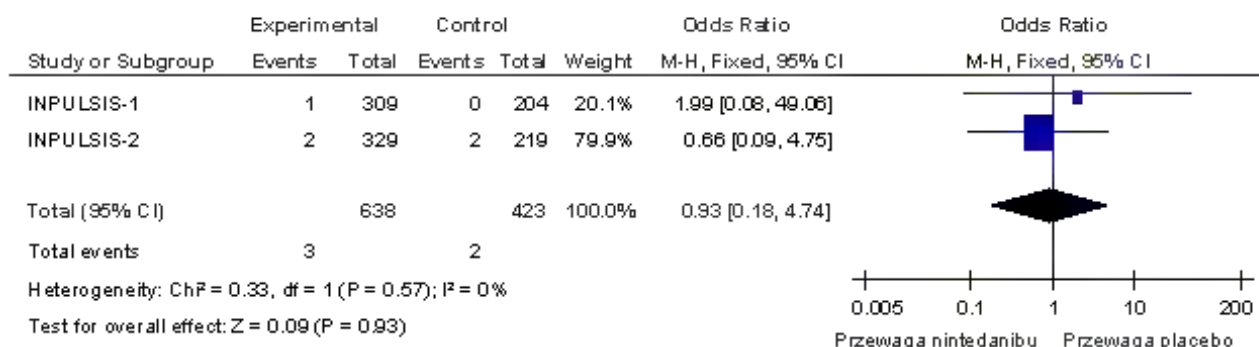 Experimental Control Odds Ratio Odds Ratio
Study or Subgroup Events Total Events Total Weight M-H, Fixed, 95% CI M-H, Fixed, 95% CI
INPULSIS-1 1 309 0 204 20.1% 1.99 [0.08, 49.06]
INPULSIS-2 2 329 2 219 79.9% 0.66 [0.09, 4.75]
Total (95% CI) 638 423 100.0% 0.93 [0.18, 4.74]
Total events 3 2
Heterogeneity: Chi² = 0.33, df = 1 (P = 0.57); I² = 0%
Test for overall effect: Z = 0.09 (P = 0.93)
0.005 0.1 1 10 200
Przewaga nintedanibu Przewaga placebo